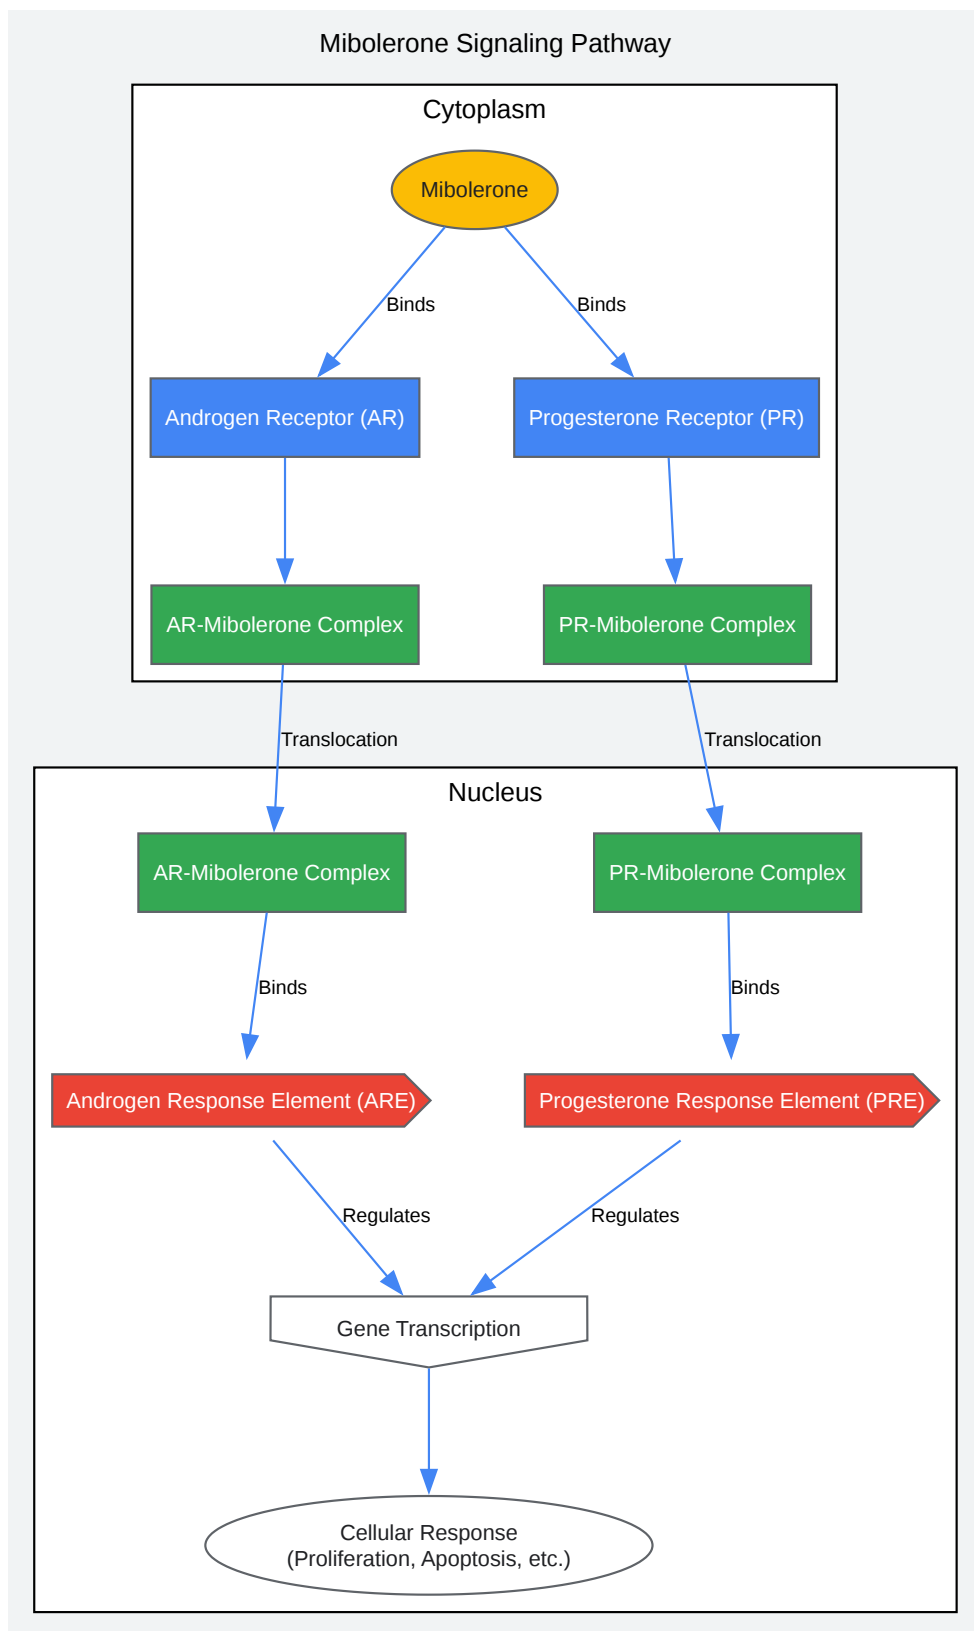 Mibolerone Signaling Pathway
Cytoplasm
Mibolerone
Binds
Binds
Androgen Receptor (AR)
Progesterone Receptor (PR)
AR-Mibolerone Complex
PR-Mibolerone Complex
Translocation
Translocation
Nucleus
AR-Mibolerone Complex
PR-Mibolerone Complex
Binds
Binds
Androgen Response Element (ARE)
Progesterone Response Element (PRE)
Regulates
Regulates
Gene Transcription
Cellular Response
(Proliferation, Apoptosis, etc.)